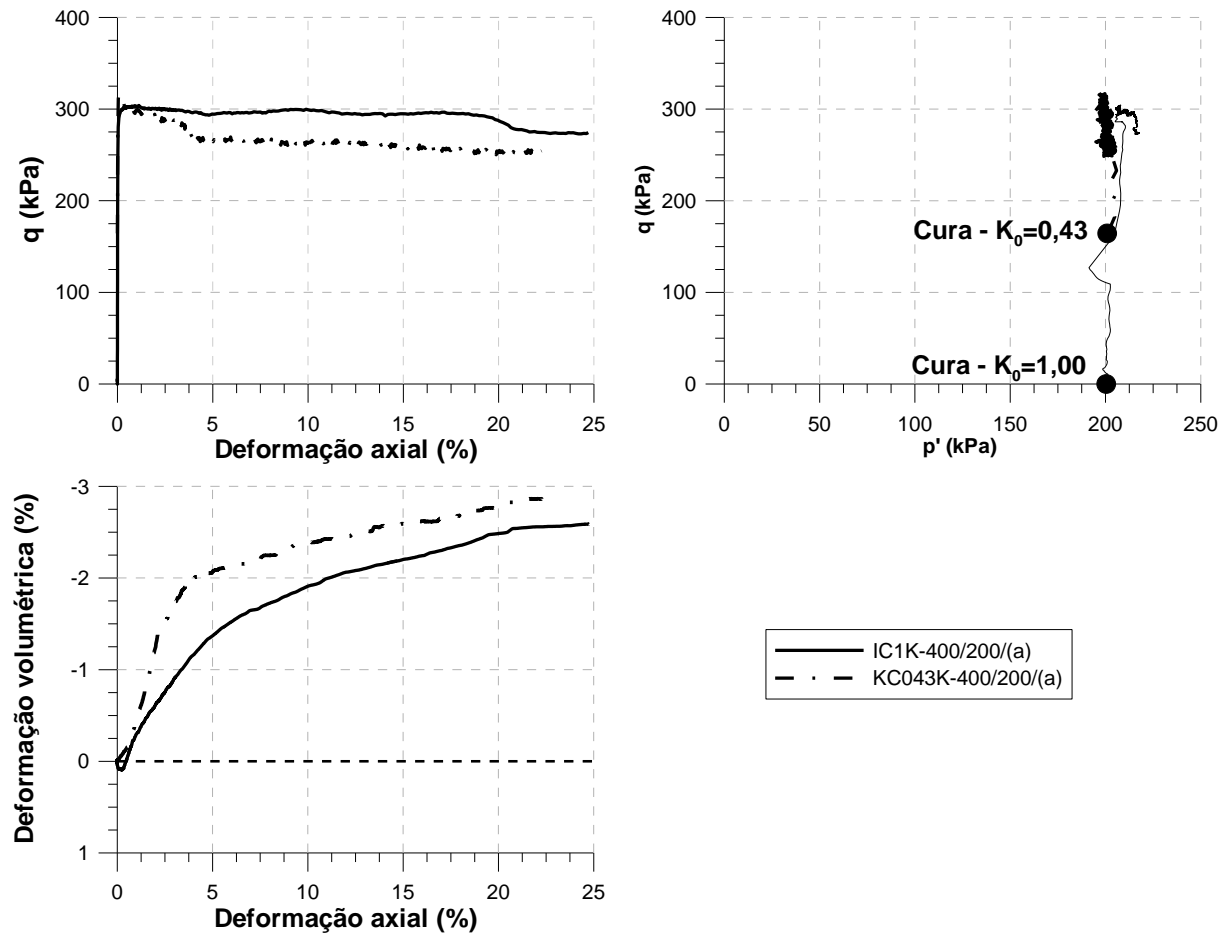 400
300
200
100
0
q (kPa)
0 5 10 15 20 25
Deformação axial (%)
400
300
200
100
0
q (kPa)
Cura - K0=0,43
Cura - K0=1,00
0 50 100 150 200 250
p' (kPa)
-3
-2
-1
0
1
Deformação volumétrica (%)
0 5 10 15 20 25
Deformação axial (%)
IC1K-400/200/(a)
KC043K-400/200/(a)